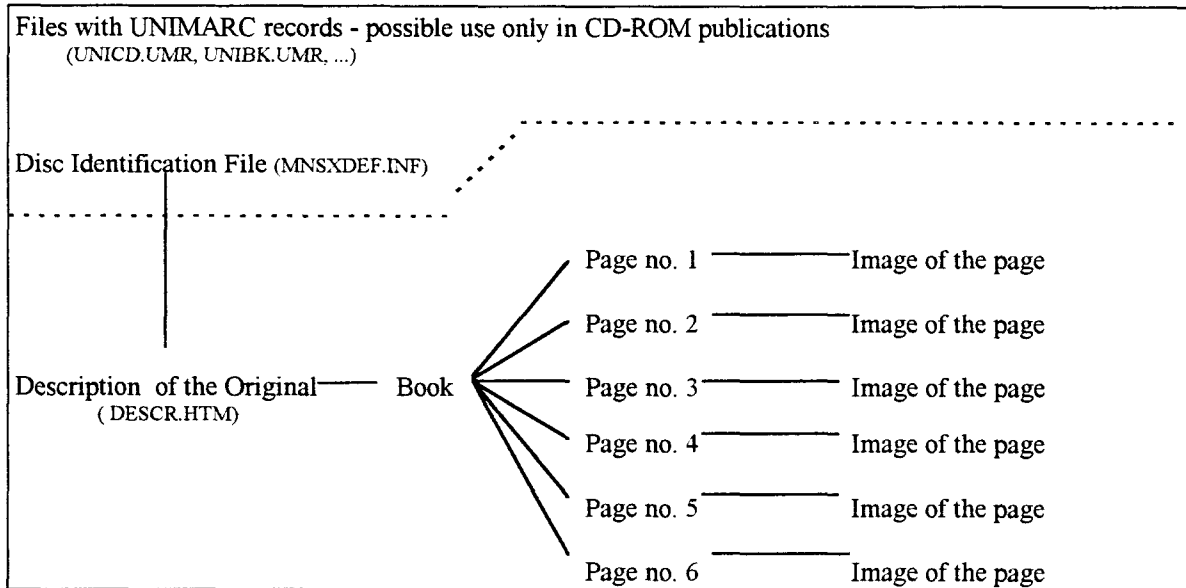 Files with UNIMARC records - possible use only in CD-ROM publications
(UNICD.UMR, UNIBK.UMR, ...)
Disc Identification File (MNSXDEF.INF)
Page no. 1 Image of the page
Page no. 2 Image of the page
Description of the Original Book Page no. 3 Image of the page
( DESCR.HTM)
Page no. 4 Image of the page
Page no. 5 Image of the page
Page no. 6 Image of the page